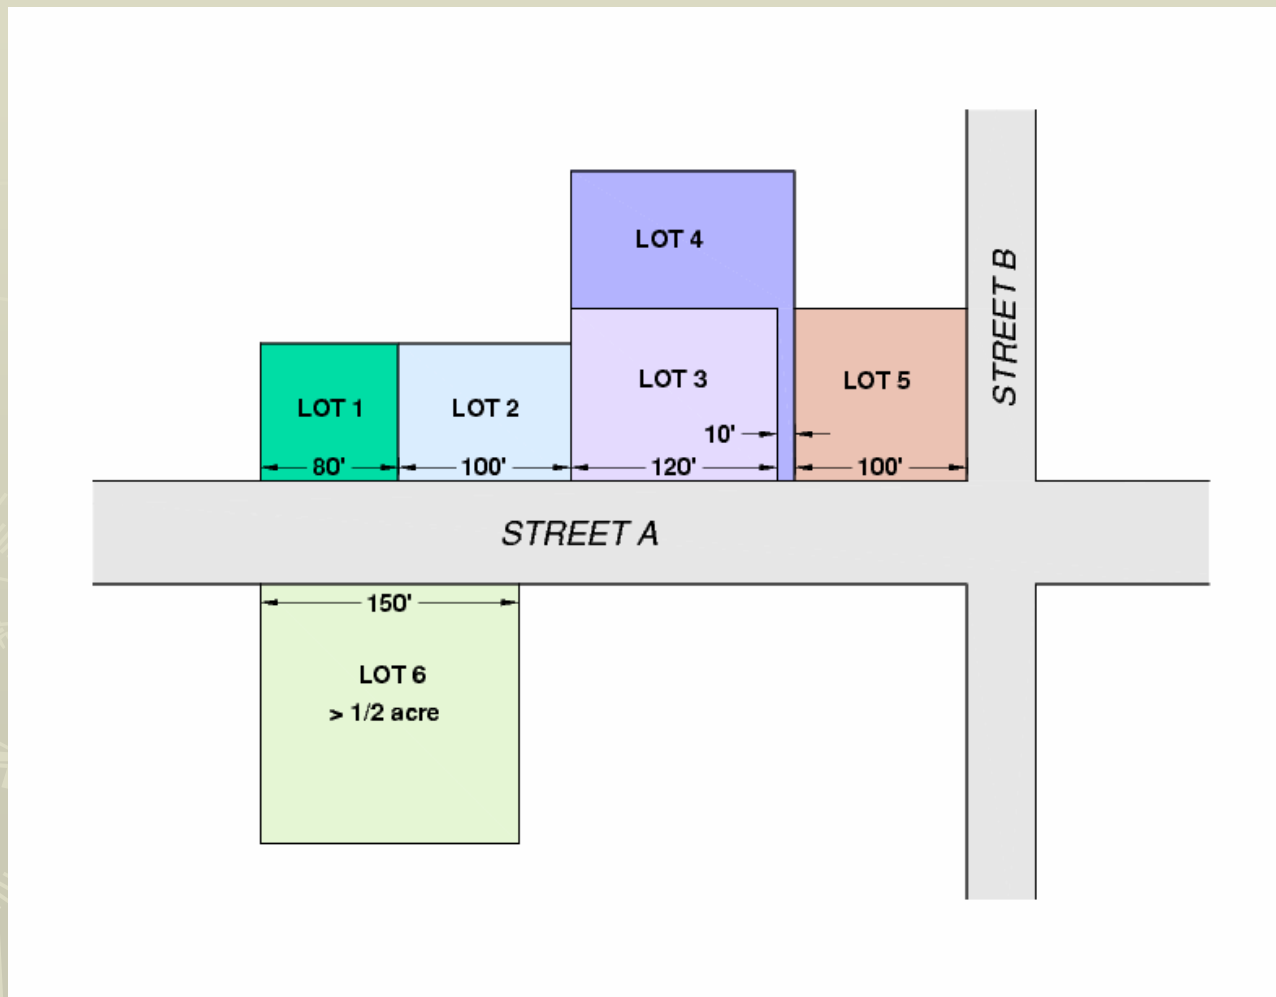 LOT 4
STREET B
LOT 3
LOT 5
LOT 1
LOT 2
10'
80'
100'
120'
100'
STREET A
150'
LOT 6
> 1/2 acre